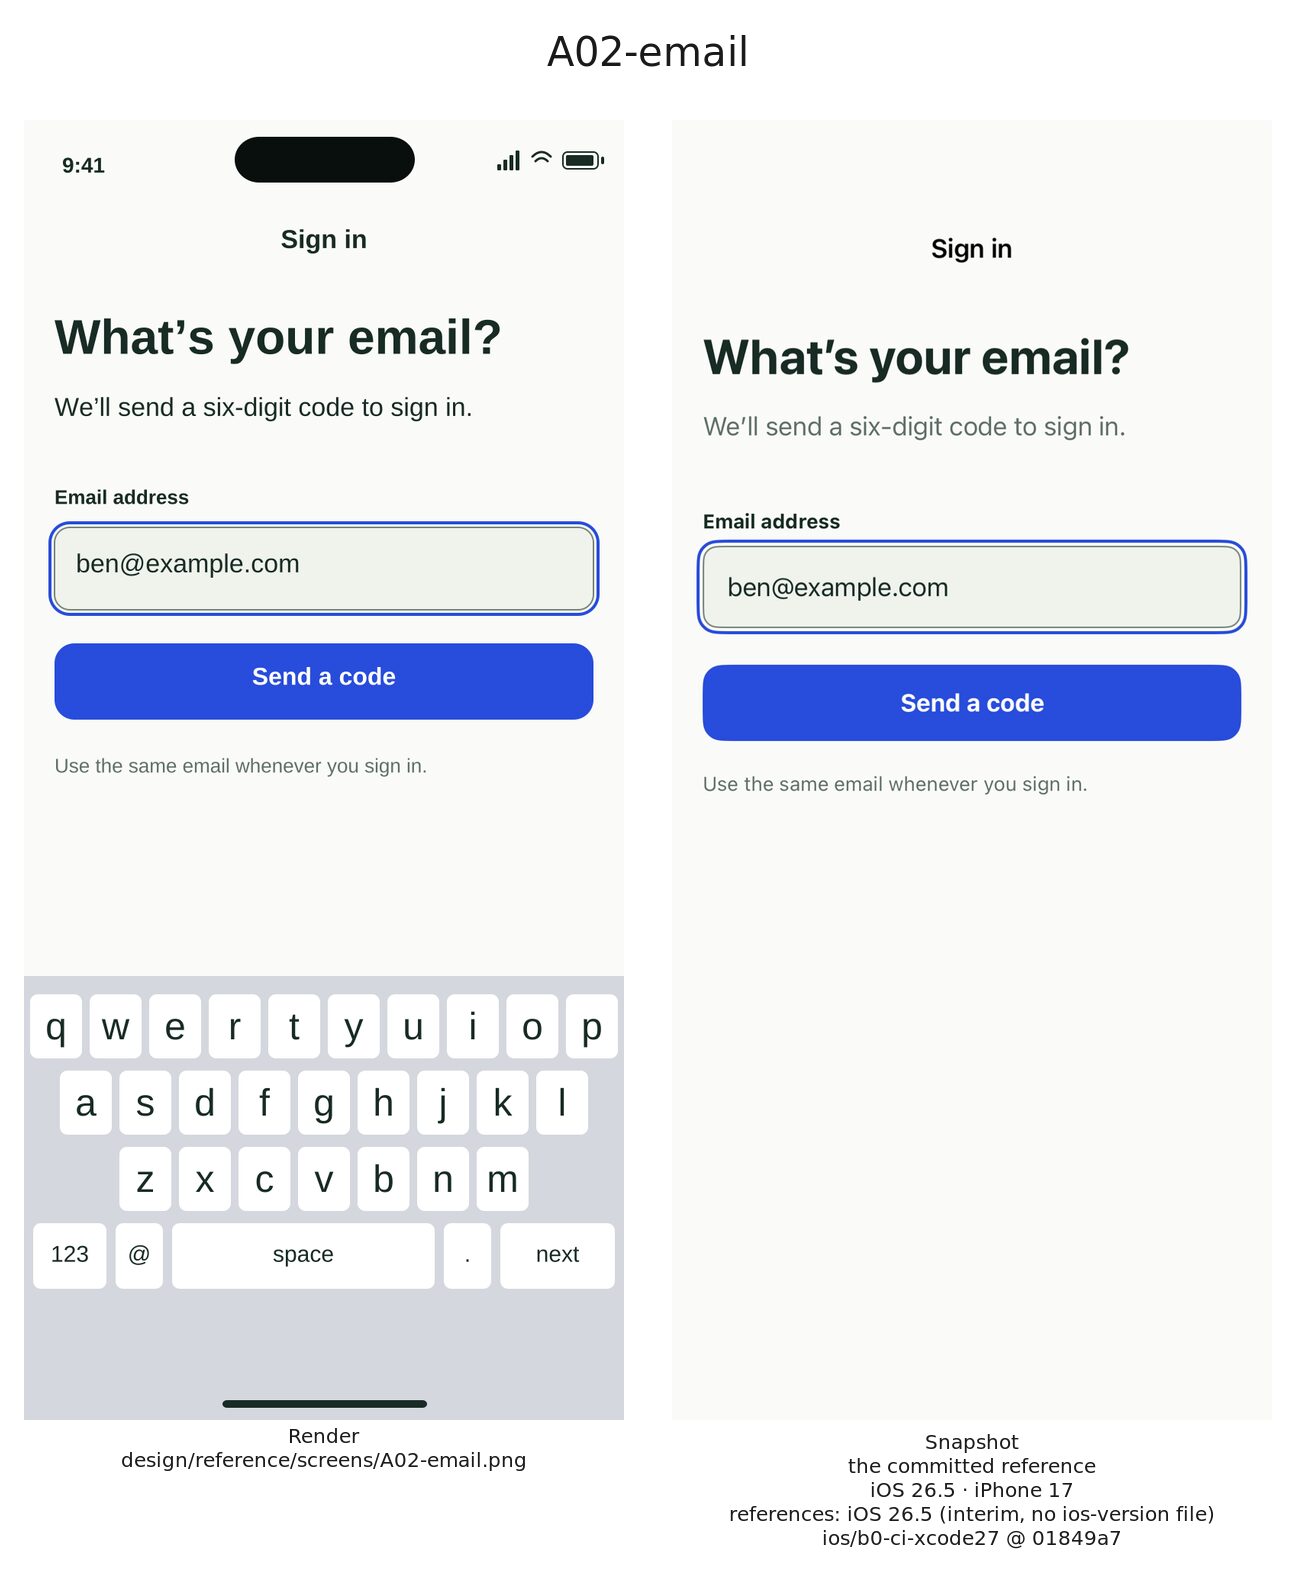 A02-email
9:41
Sign in
What’s your email?
We’ll send a six-digit code to sign in.
Email address
ben@example.com
Send a code
Use the same email whenever you sign in.
q w e r t y u i o p
a s d f g h j k l
z x c v b n m
123 @ space . next
Render
design/reference/screens/A02-email.png
Sign in
What’s your email?
We’ll send a six-digit code to sign in.
Email address
ben@example.com
Send a code
Use the same email whenever you sign in.
Snapshot
the committed reference
iOS 26.5 · iPhone 17
references: iOS 26.5 (interim, no ios-version file)
ios/b0-ci-xcode27 @ 01849a7